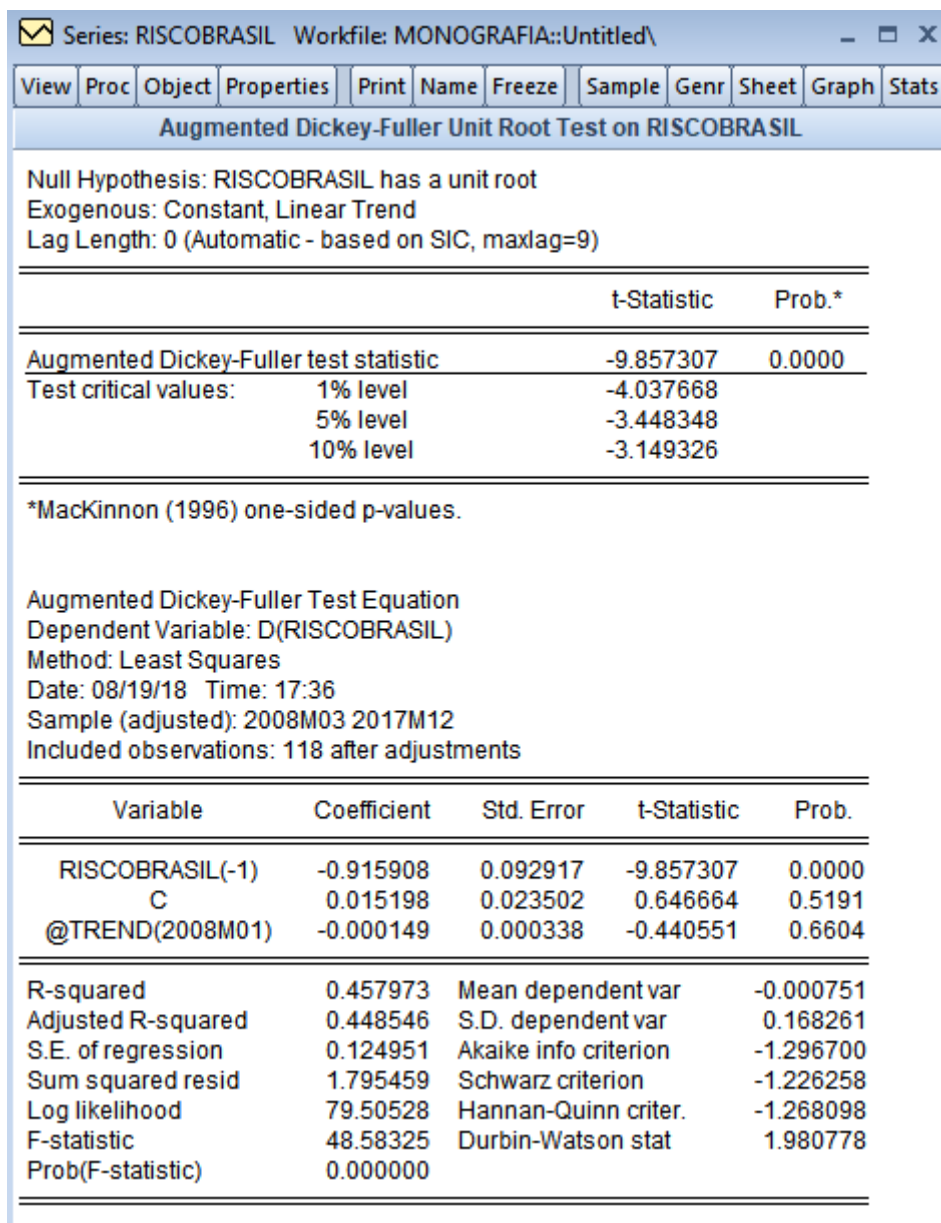 Series: RISCOBRASIL Workfile: MONOGRAFIA::Untitled\
View Proc Object Properties Print Name Freeze Sample Genr Sheet Graph Stats
Augmented Dickey-Fuller Unit Root Test on RISCOBRASIL
Null Hypothesis: RISCOBRASIL has a unit root
Exogenous: Constant, Linear Trend
Lag Length: 0 (Automatic - based on SIC, maxlag=9)
t-Statistic Prob.*
Augmented Dickey-Fuller test statistic -9.857307 0.0000
Test critical values: 1% level -4.037668
5% level -3.448348
10% level -3.149326
*MacKinnon (1996) one-sided p-values.
Augmented Dickey-Fuller Test Equation
Dependent Variable: D(RISCOBRASIL)
Method: Least Squares
Date: 08/19/18 Time: 17:36
Sample (adjusted): 2008M03 2017M12
Included observations: 118 after adjustments
Variable Coefficient Std. Error t-Statistic Prob.
RISCOBRASIL(-1) -0.915908 0.092917 -9.857307 0.0000
C 0.015198 0.023502 0.646664 0.5191
@TREND(2008M01) -0.000149 0.000338 -0.440551 0.6604
R-squared 0.457973 Mean dependent var -0.000751
Adjusted R-squared 0.448546 S.D. dependent var 0.168261
S.E. of regression 0.124951 Akaike info criterion -1.296700
Sum squared resid 1.795459 Schwarz criterion -1.226258
Log likelihood 79.50528 Hannan-Quinn criter. -1.268098
F-statistic 48.58325 Durbin-Watson stat 1.980778
Prob(F-statistic) 0.000000